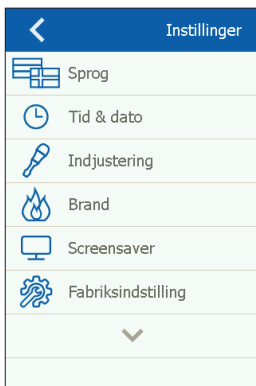 Instillinger
Sprog
Tid & dato
Indjustering
Brand
Screensaver
Fabriksindstilling